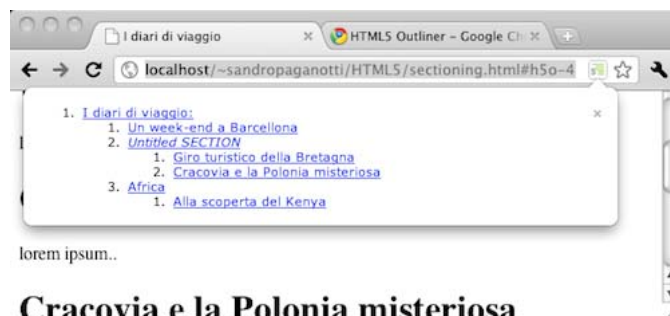 I diari di viaggio
HTML5 Outliner – Google Ch
localhost/~sandropaganotti/HTML5/sectioning.html#h5o-4
1. I diari di viaggio:
1. Un week-end a Barcellona
2. Untitled SECTION
1. Giro turistico della Bretagna
2. Cracovia e la Polonia misteriosa
3. Africa
1. Alla scoperta del Kenya
lorem ipsum..
Cracovia e la Polonia misteriosa